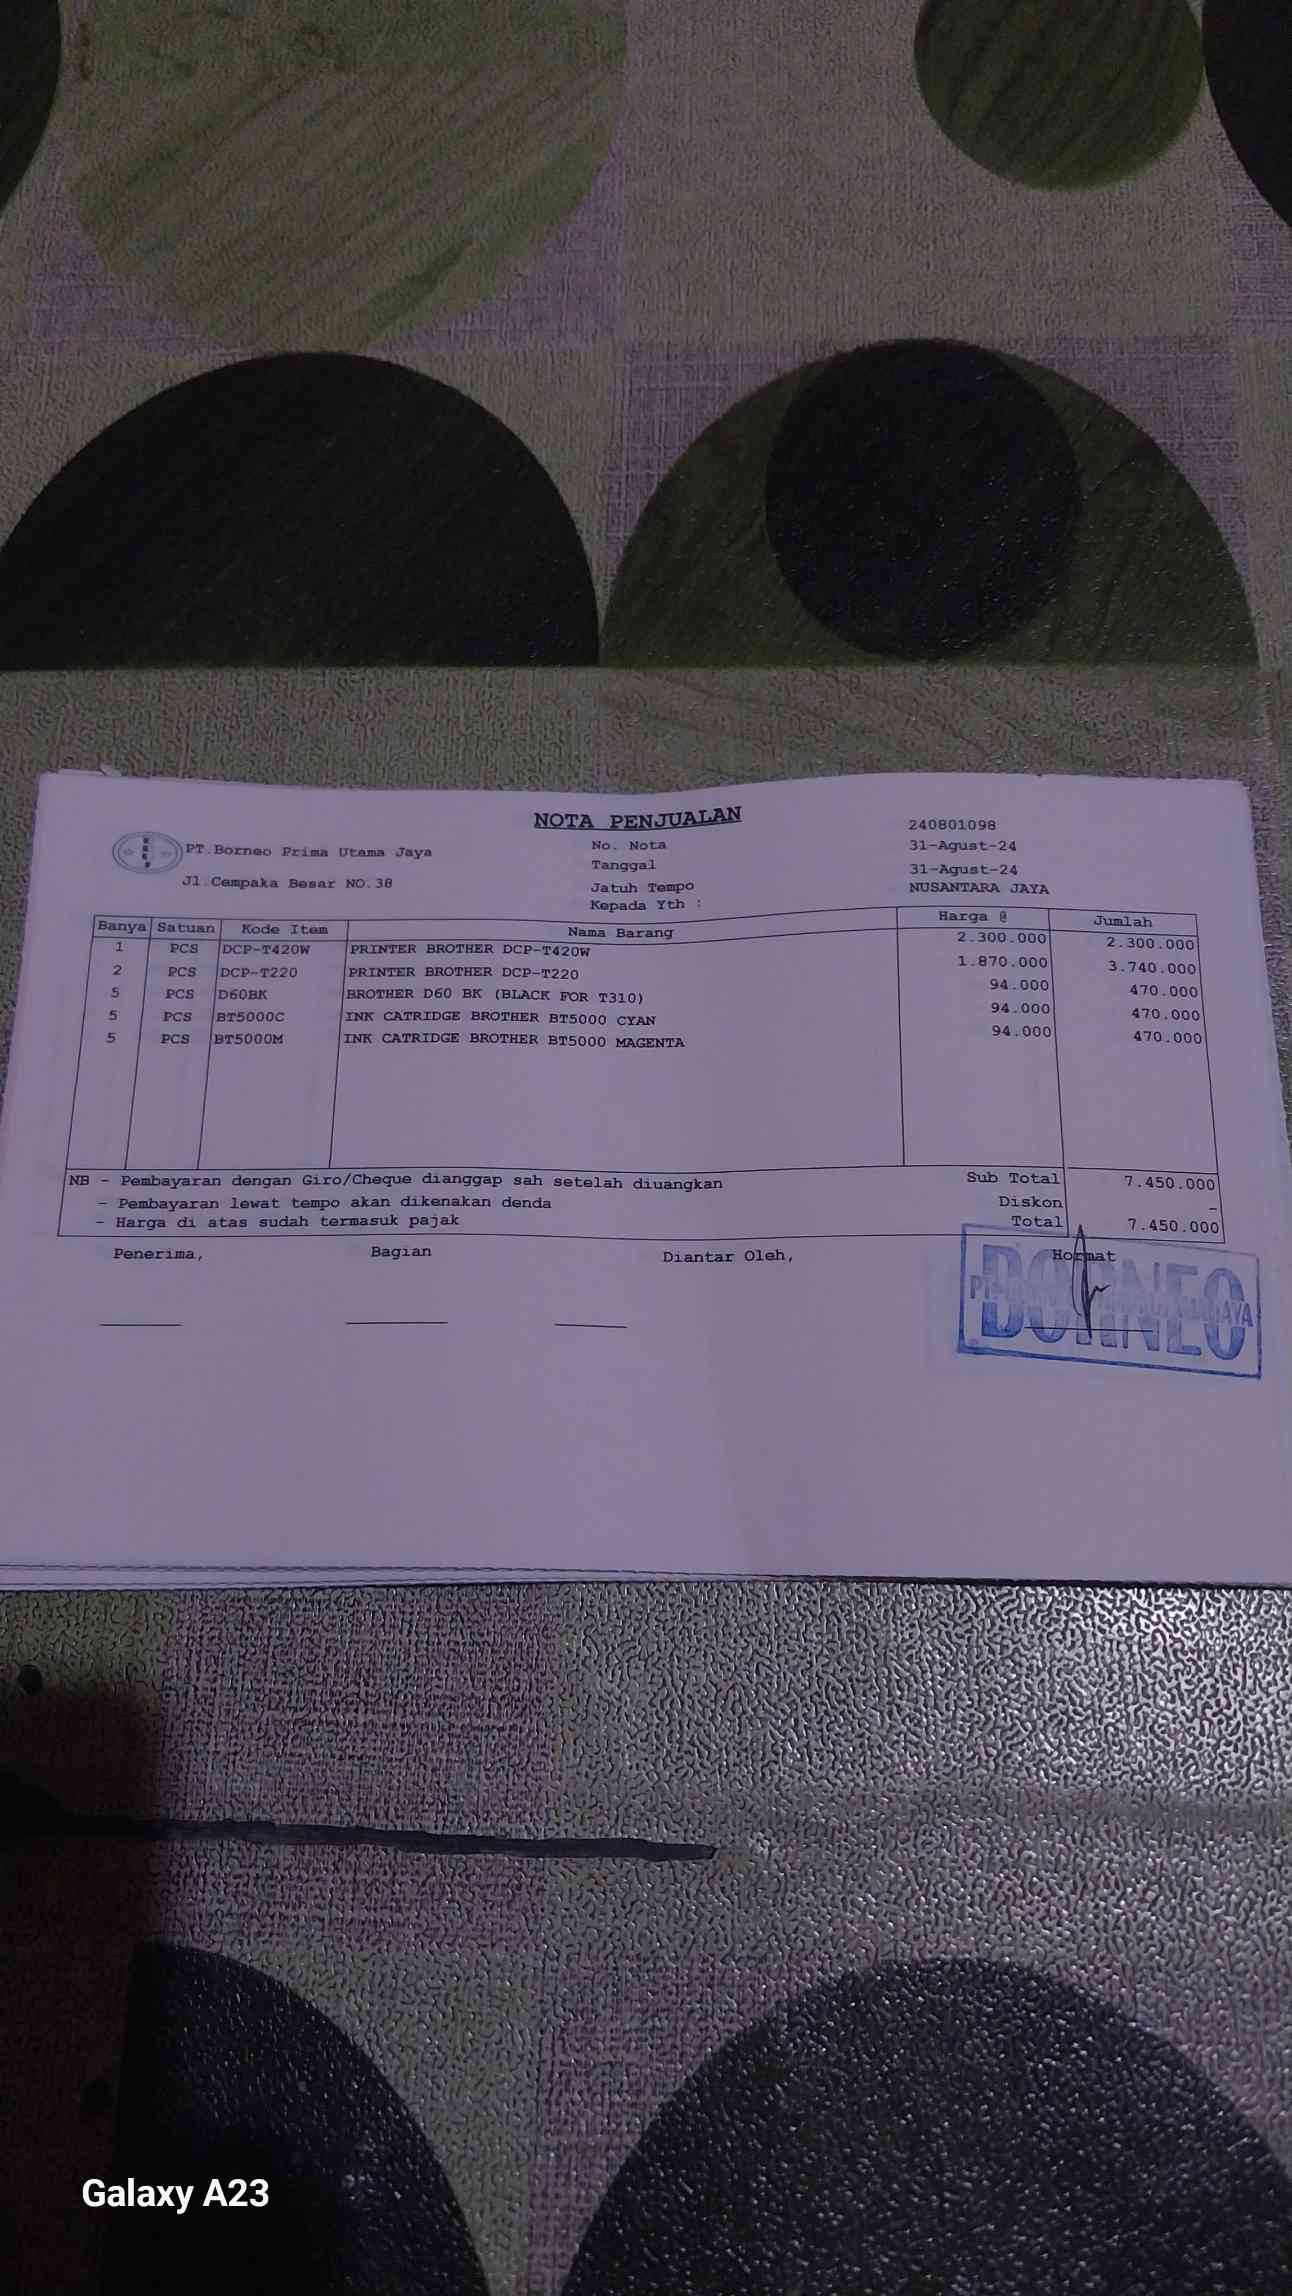 NOTA PENJUALAN
PT.Borneo Prima Utama Jaya
Jl.Cempaka Besar NO.38
No. Nota 240801098
Tanggal 31-Agust-24
Jatuh Tempo 31-Agust-24
Kepada Yth : NUSANTARA JAYA
Banya Satuan Kode Item Nama Barang Harga @ Jumlah
1 PCS DCP-T420W PRINTER BROTHER DCP-T420W 2.300.000 2.300.000
2 PCS DCP-T220 PRINTER BROTHER DCP-T220 1.870.000 3.740.000
5 PCS D60BK BROTHER D60 BK (BLACK FOR T310) 94.000 470.000
5 PCS BT5000C INK CATRIDGE BROTHER BT5000 CYAN 94.000 470.000
5 PCS BT5000M INK CATRIDGE BROTHER BT5000 MAGENTA 94.000 470.000
NB - Pembayaran dengan Giro/Cheque dianggap sah setelah diuangkan Sub Total 7.450.000
- Pembayaran lewat tempo akan dikenakan denda Diskon -
- Harga di atas sudah termasuk pajak Total 7.450.000
Penerima, Bagian Diantar Oleh, Hormat
BORNEO
Galaxy A23